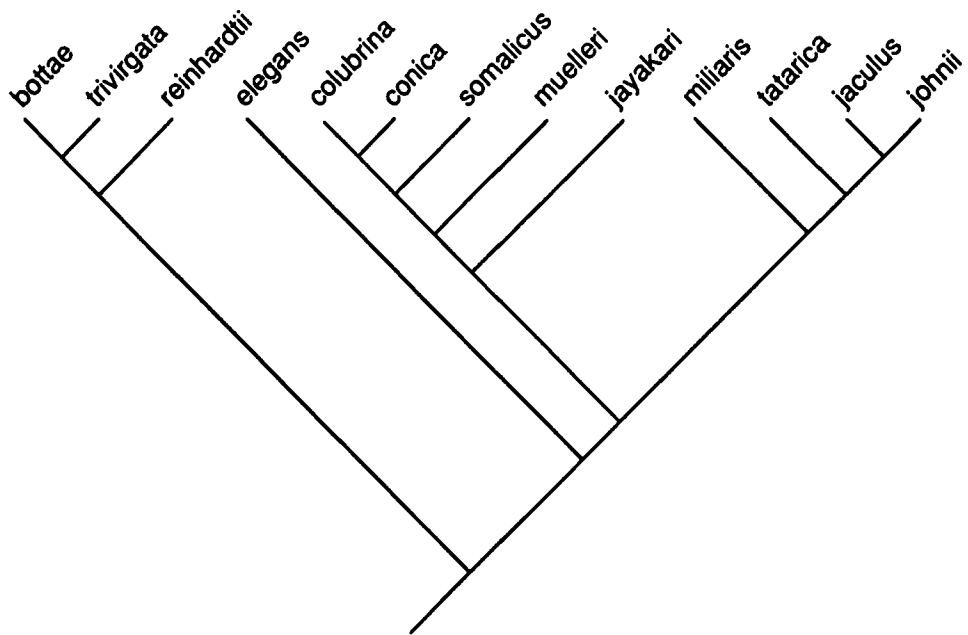 bottae
trivirgata
reinhardtii
elegans
colubrina
conica
somalicus
muelleri
jayakari
miliaris
tatarica
jaculus
johnii